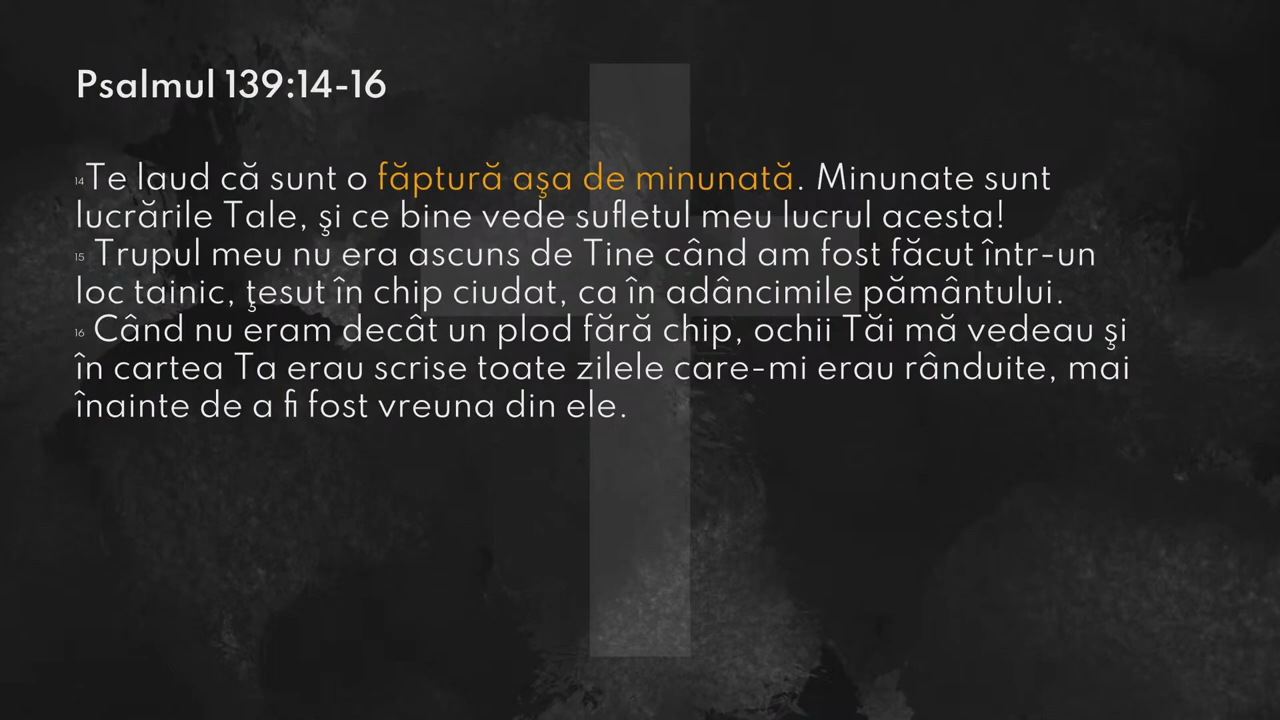 Psalmul 139:14-16
14Te laud că sunt o făptură aşa de minunată. Minunate sunt
lucrările Tale, şi ce bine vede sufletul meu lucrul acesta!
15 Trupul meu nu era ascuns de Tine când am fost făcut într-un
loc tainic, ţesut în chip ciudat, ca în adâncimile pământului.
16 Când nu eram decât un plod fără chip, ochii Tăi mă vedeau şi
în cartea Ta erau scrise toate zilele care-mi erau rânduite, mai
înainte de a fi fost vreuna din ele.